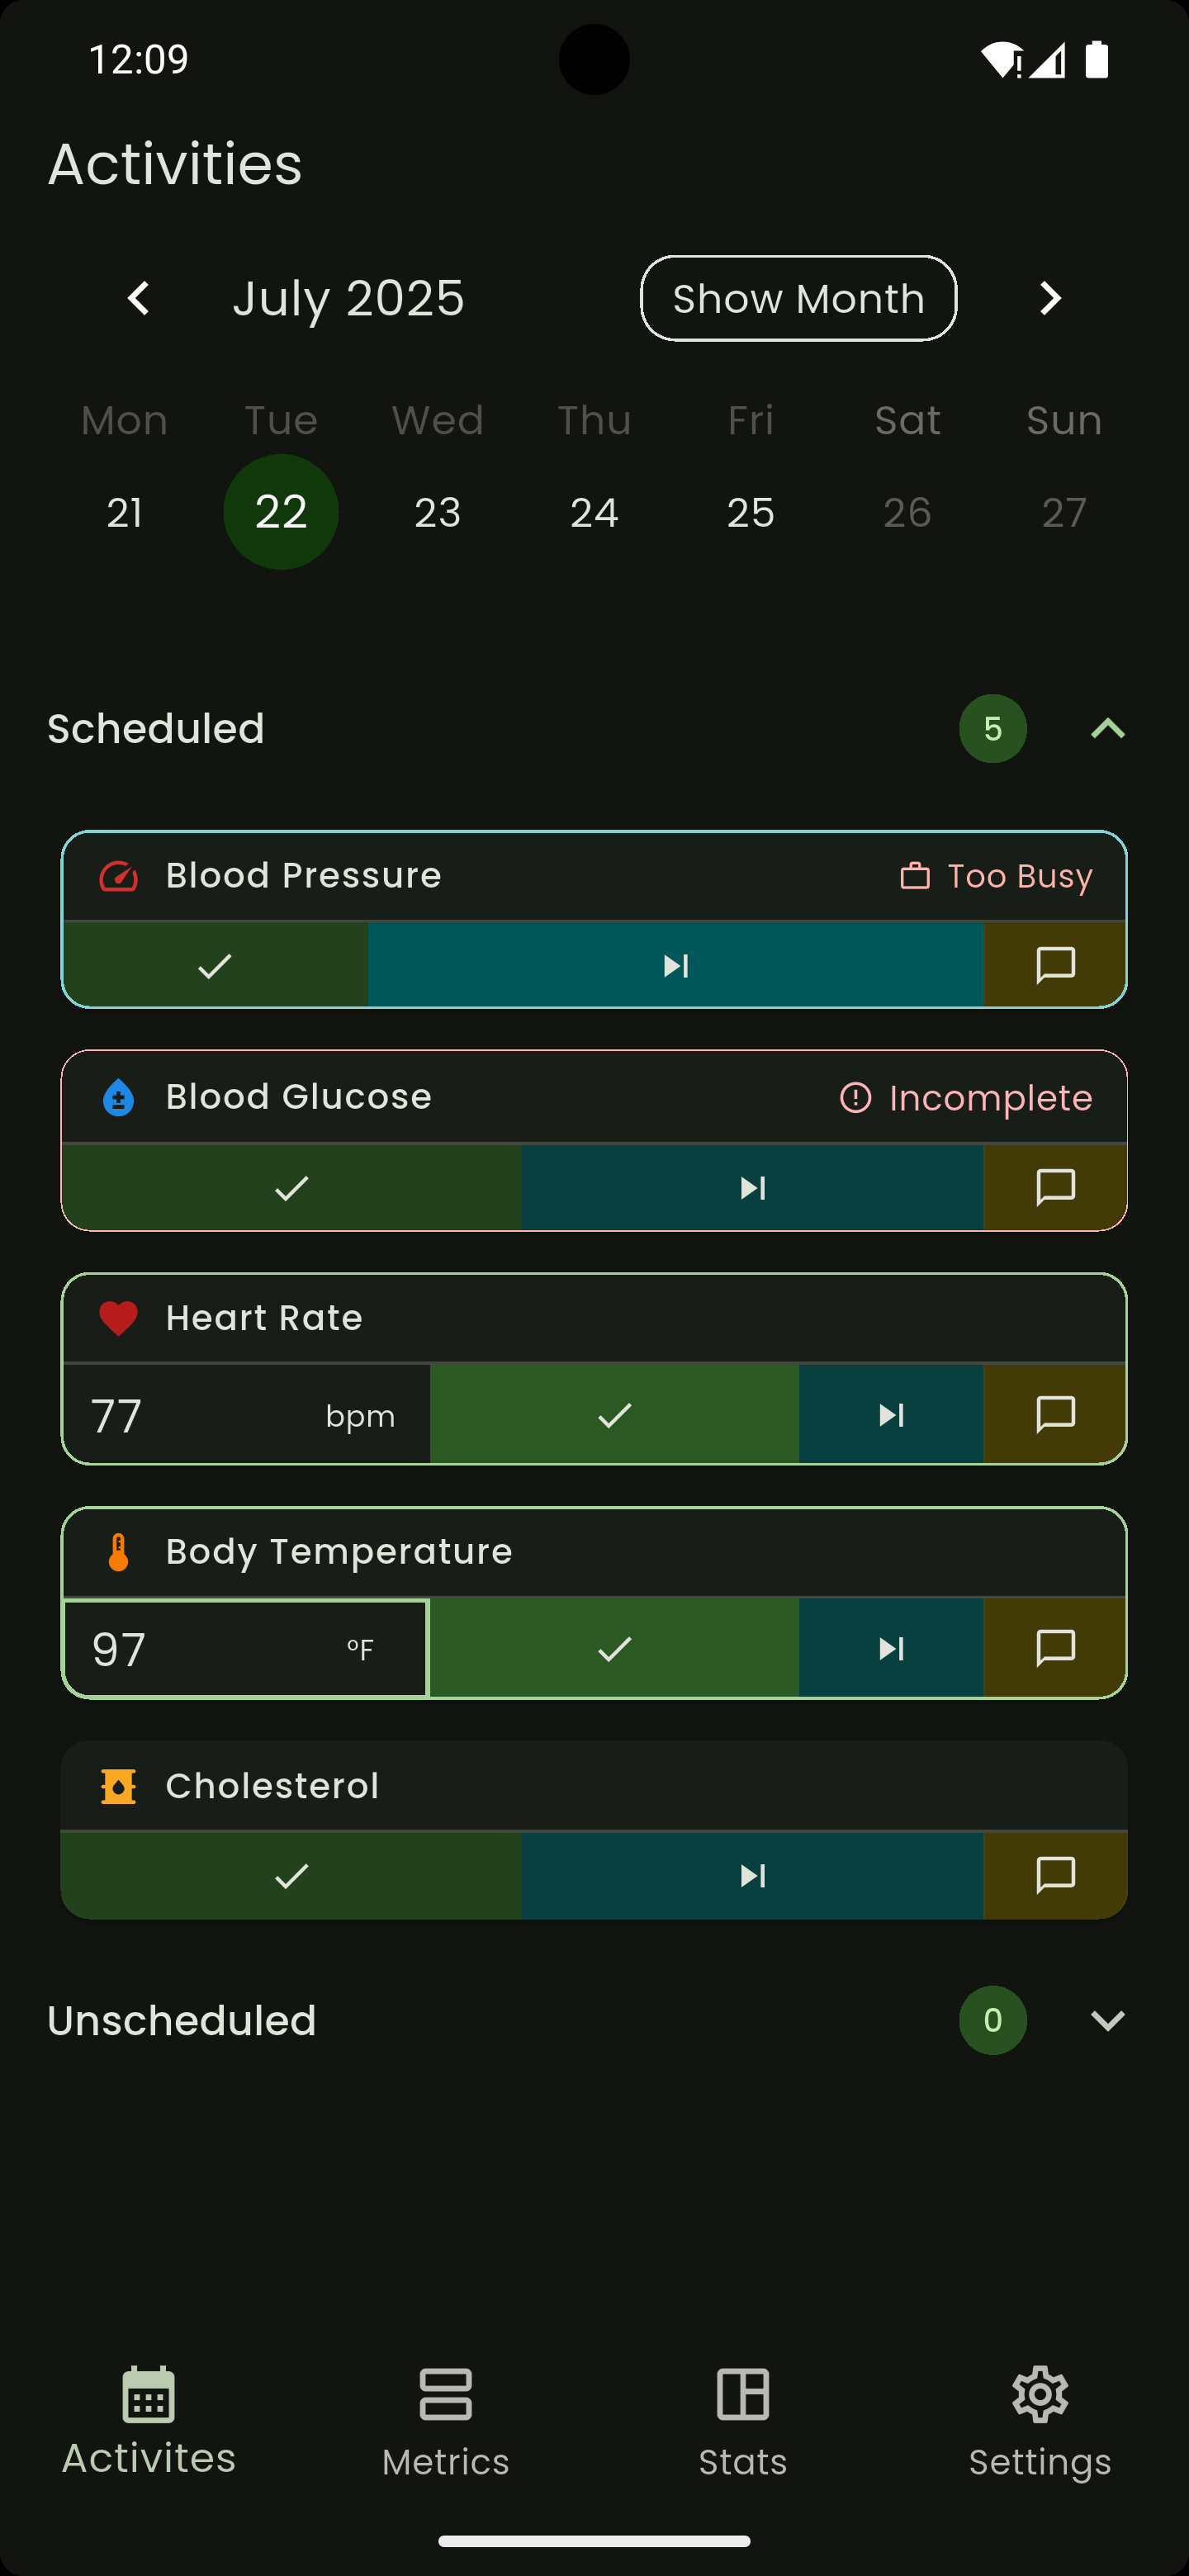 12:09
Activities
July 2025 Show Month
Mon Tue Wed Thu Fri Sat Sun
21 22 23 24 25 26 27
Scheduled 5
Blood Pressure Too Busy
Blood Glucose Incomplete
Heart Rate
77 bpm
Body Temperature
97 °F
Cholesterol
Unscheduled 0
Activites Metrics Stats Settings